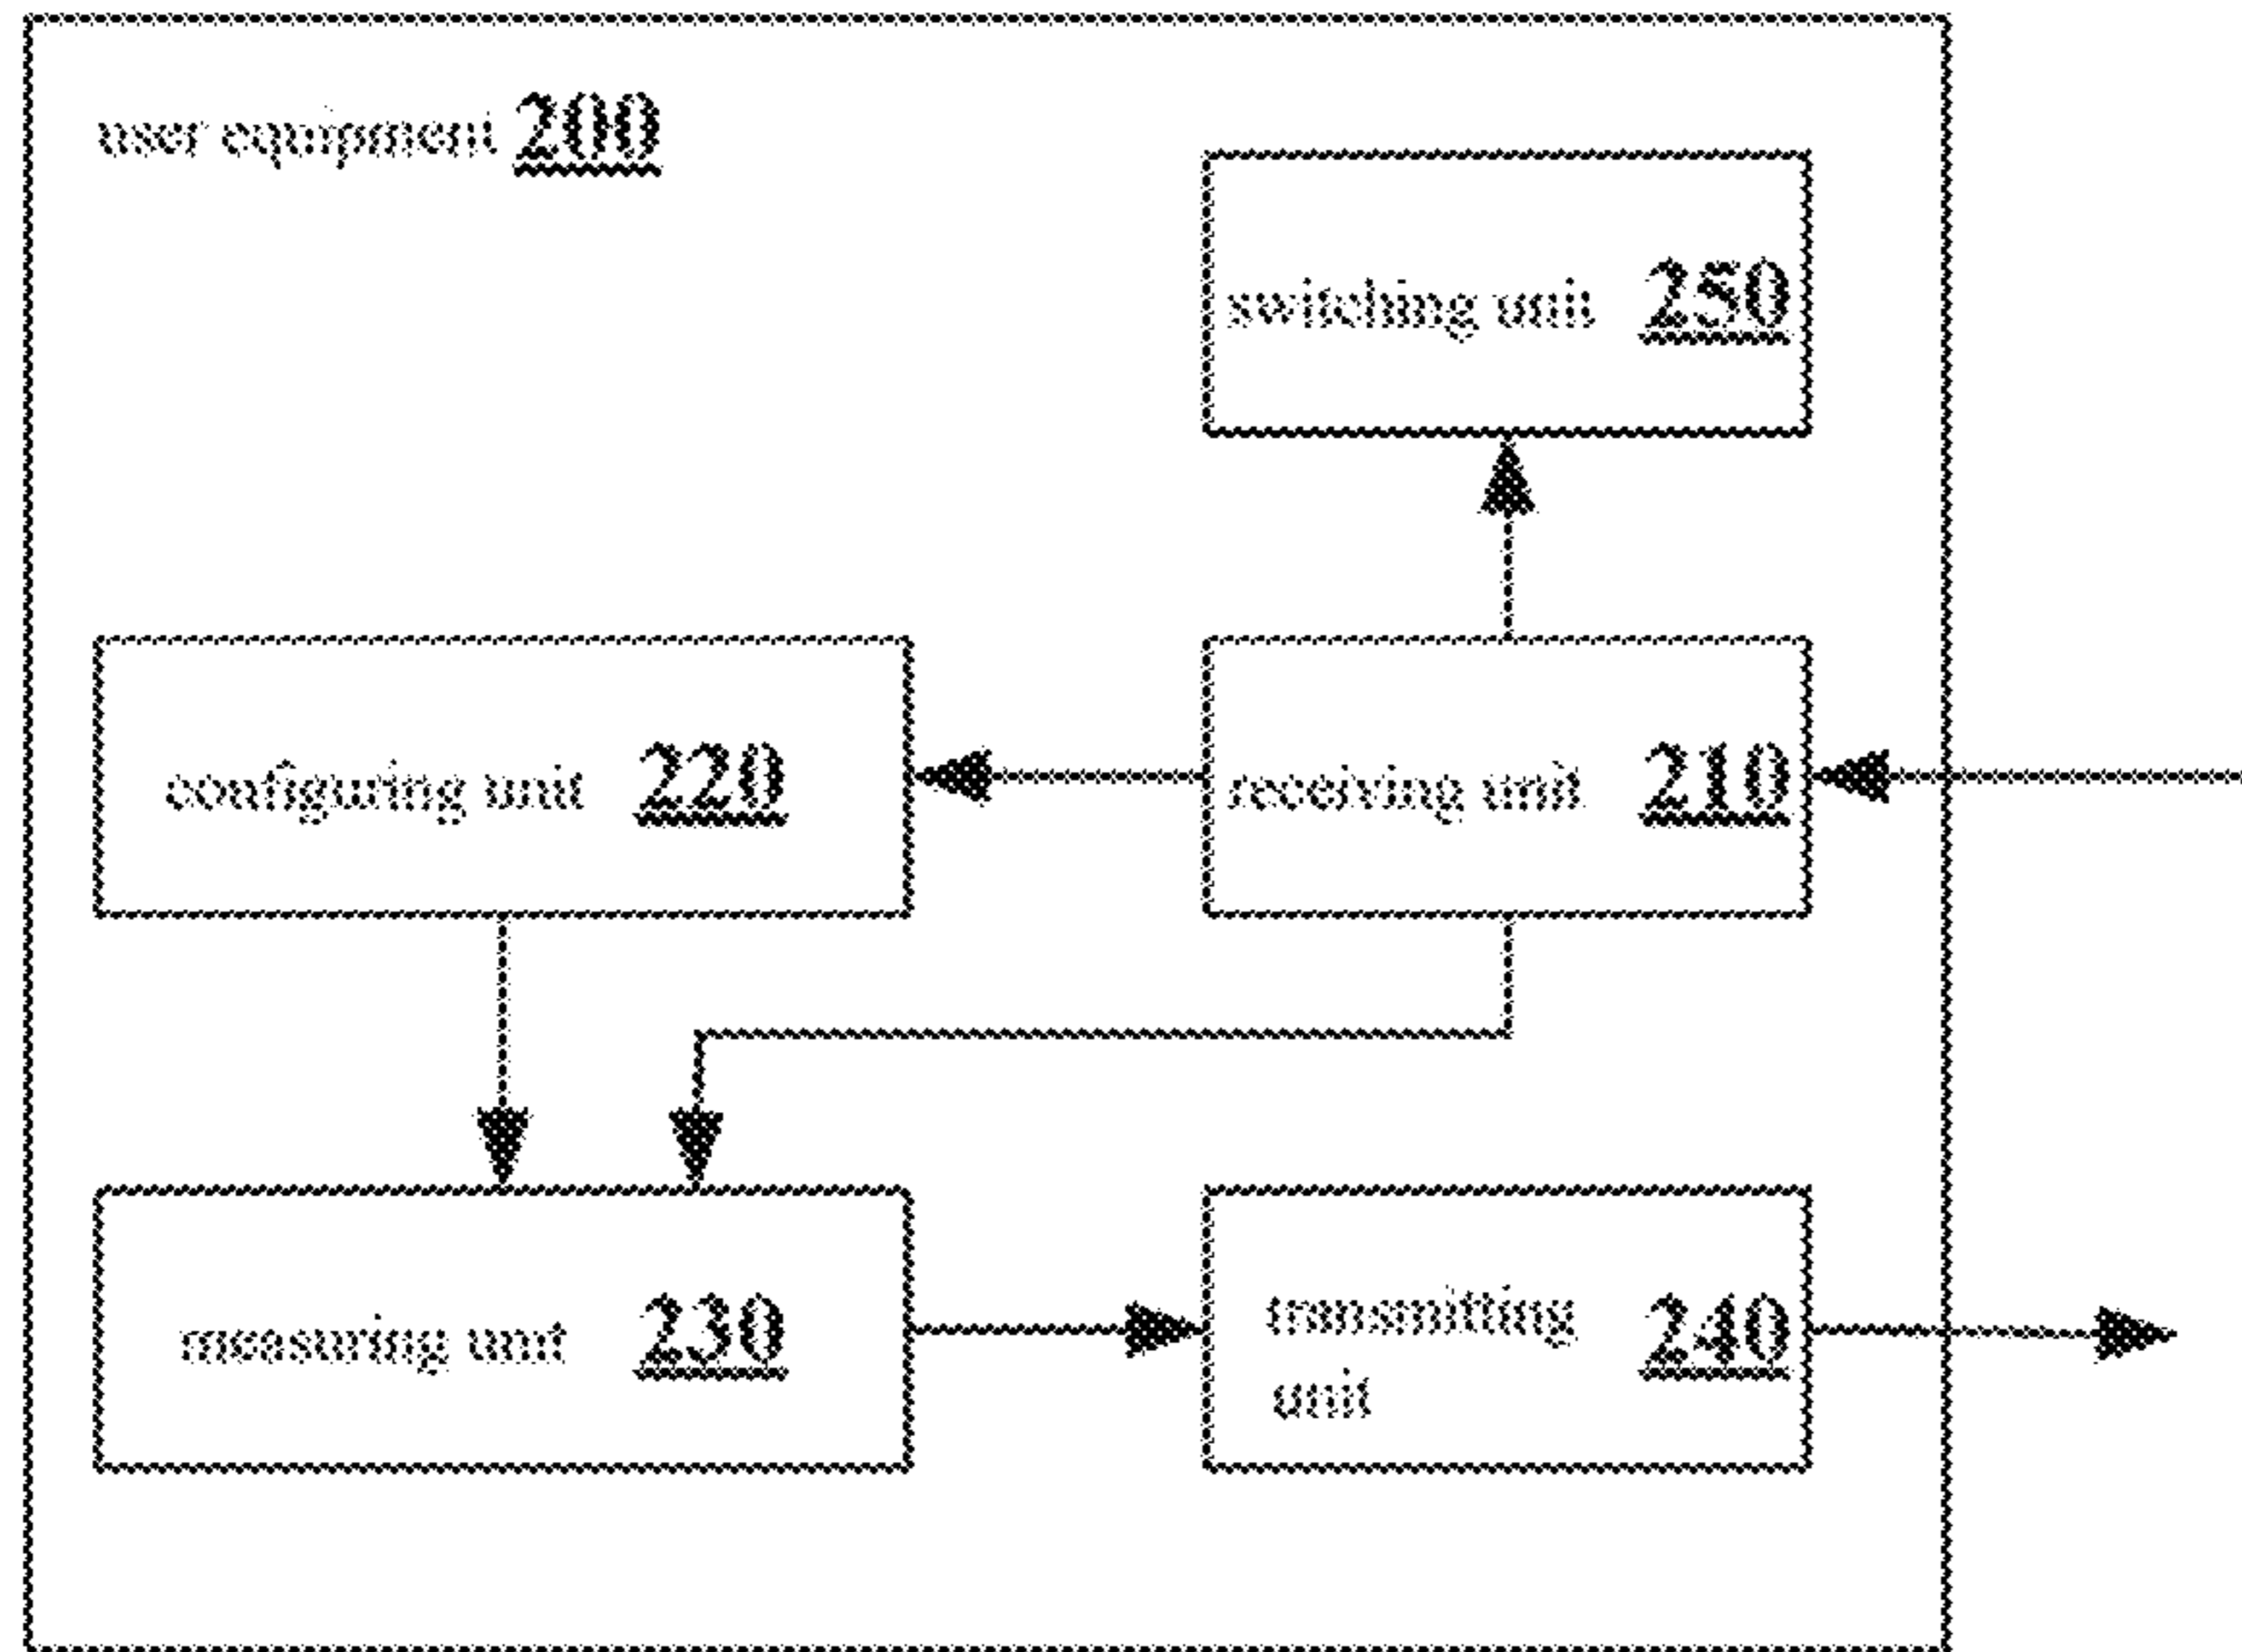 user equipment 200
switching unit 250
configuring unit 220
receiving unit 210
measuring unit 230
transmitting 240
unit